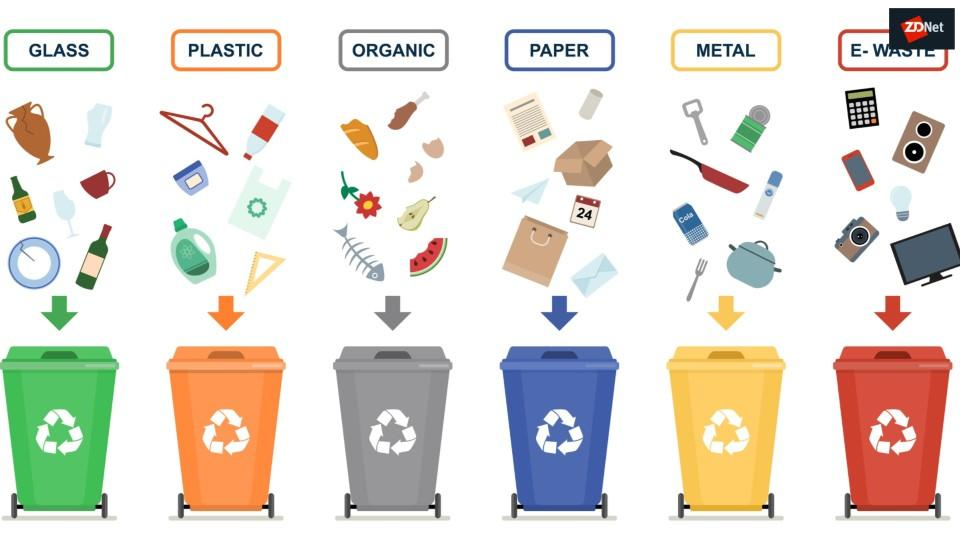 GLASS
PLASTIC
ORGANIC
PAPER
METAL
E- WASTE
ZDNet
24
Cola